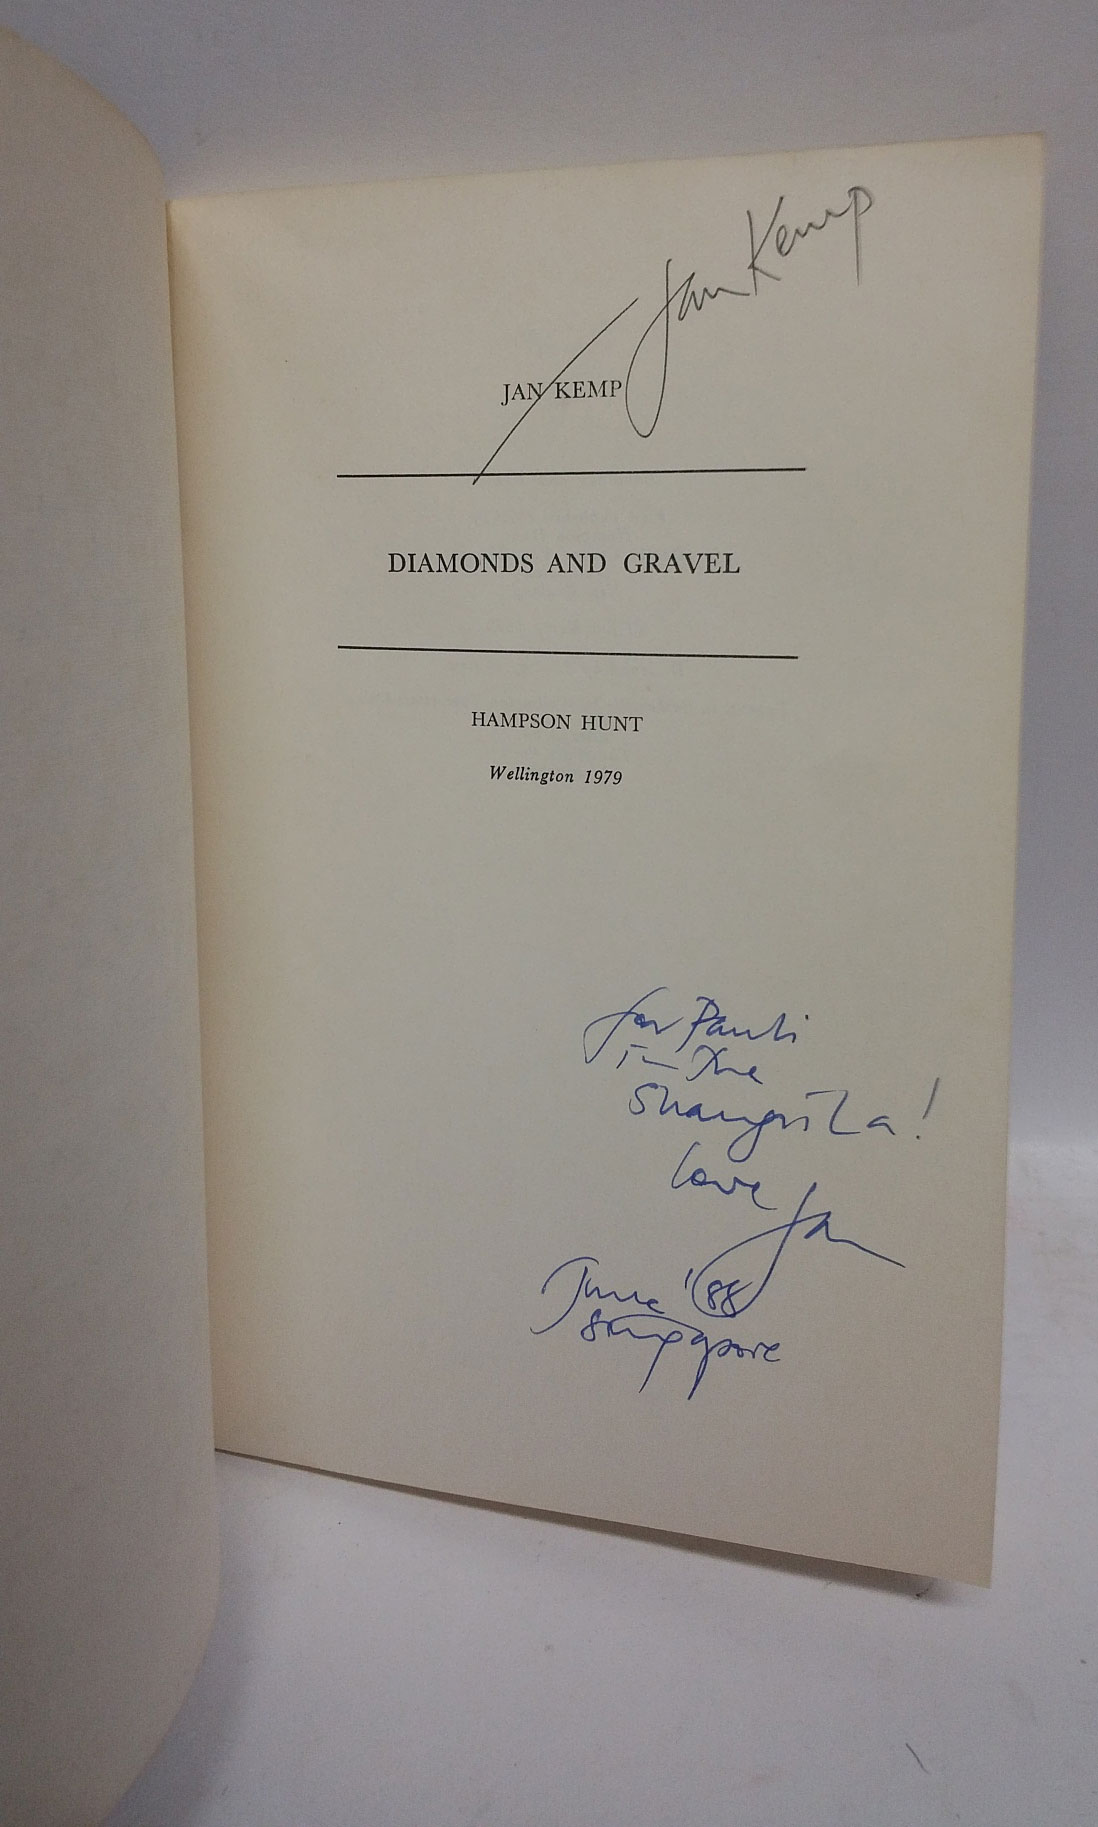 Jan Kemp
JAN KEMP
DIAMONDS AND GRAVEL
HAMPSON HUNT
Wellington 1979
for Pauli
in the
Shangri La!
love Jan
June '88
Singapore